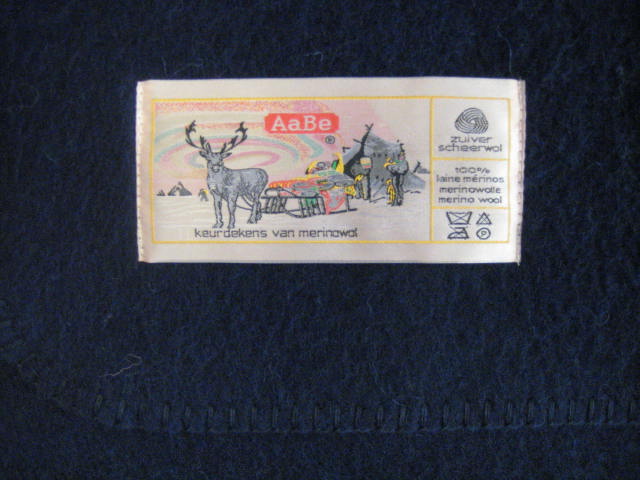 AaBe
®
keurdekens van merinowol
zuiver
scheerwol
100%
laine mérinos
merinowolle
merino wool
P